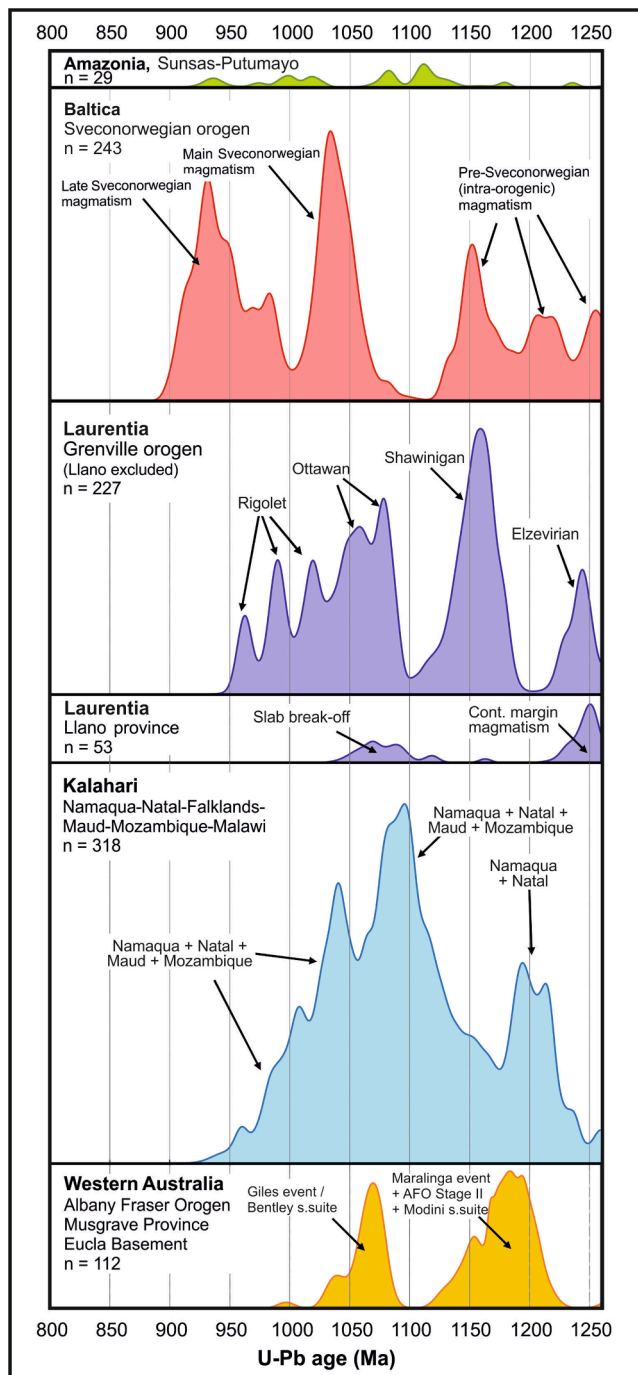 800 850 900 950 1000 1050 1100 1150 1200 1250
Amazonia, Sunsas-Putumayo
n = 29
Baltica
Sveconorwegian orogen
n = 243
Main Sveconorwegian
magmatism
Late Sveconorwegian
magmatism
Pre-Sveconorwegian
(intra-orogenic)
magmatism
Laurentia
Grenville orogen
(Llano excluded)
n = 227
Rigolet
Ottawan
Shawinigan
Elzevirian
Laurentia
Llano province
n = 53
Slab break-off
Cont. margin
magmatism
Kalahari
Namaqua-Natal-Falklands-
Maud-Mozambique-Malawi
n = 318
Namaqua + Natal +
Maud + Mozambique
Namaqua
+ Natal
Namaqua + Natal +
Maud + Mozambique
Western Australia
Albany Fraser Orogen
Musgrave Province
Eucla Basement
n = 112
Giles event /
Bentley s.suite
Maralinga event
+ AFO Stage II
+ Modini s.suite
800 850 900 950 1000 1050 1100 1150 1200 1250
U-Pb age (Ma)